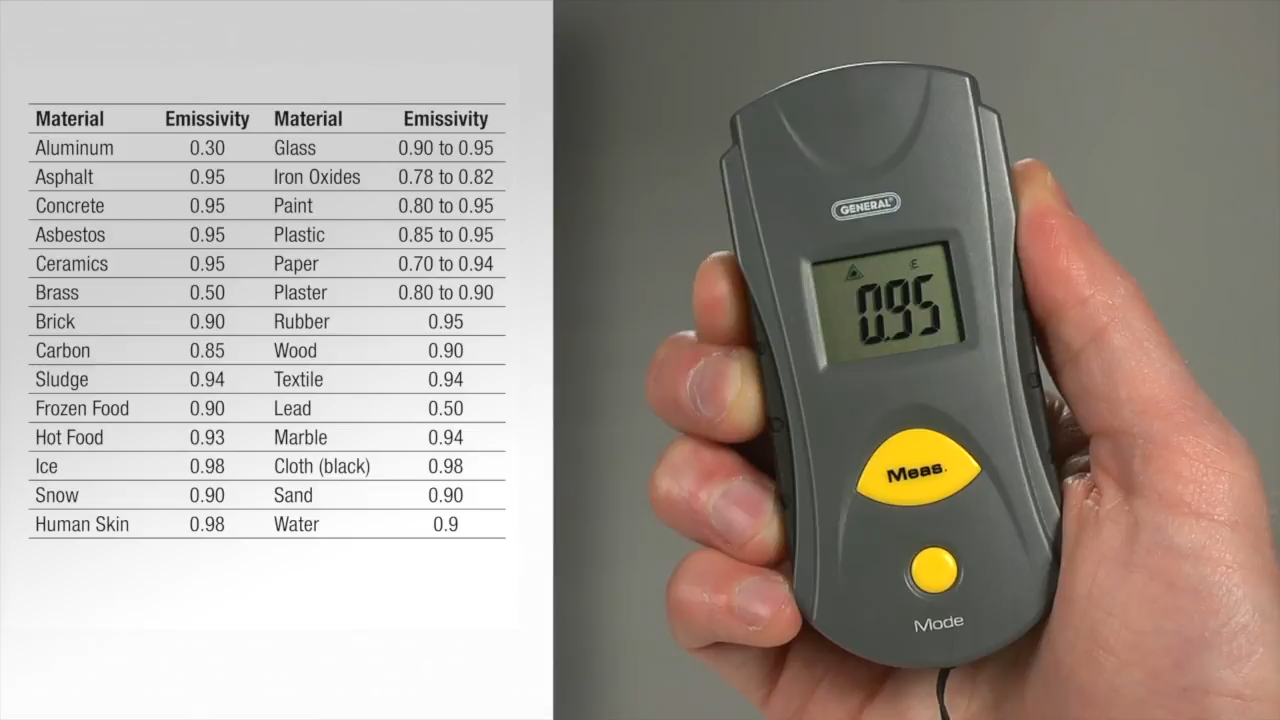 Material Emissivity Material Emissivity
Aluminum 0.30 Glass 0.90 to 0.95
Asphalt 0.95 Iron Oxides 0.78 to 0.82
Concrete 0.95 Paint 0.80 to 0.95
Asbestos 0.95 Plastic 0.85 to 0.95
Ceramics 0.95 Paper 0.70 to 0.94
Brass 0.50 Plaster 0.80 to 0.90
Brick 0.90 Rubber 0.95
Carbon 0.85 Wood 0.90
Sludge 0.94 Textile 0.94
Frozen Food 0.90 Lead 0.50
Hot Food 0.93 Marble 0.94
Ice 0.98 Cloth (black) 0.98
Snow 0.90 Sand 0.90
Human Skin 0.98 Water 0.9
GENERAL®
E
0.95
Meas.
Mode